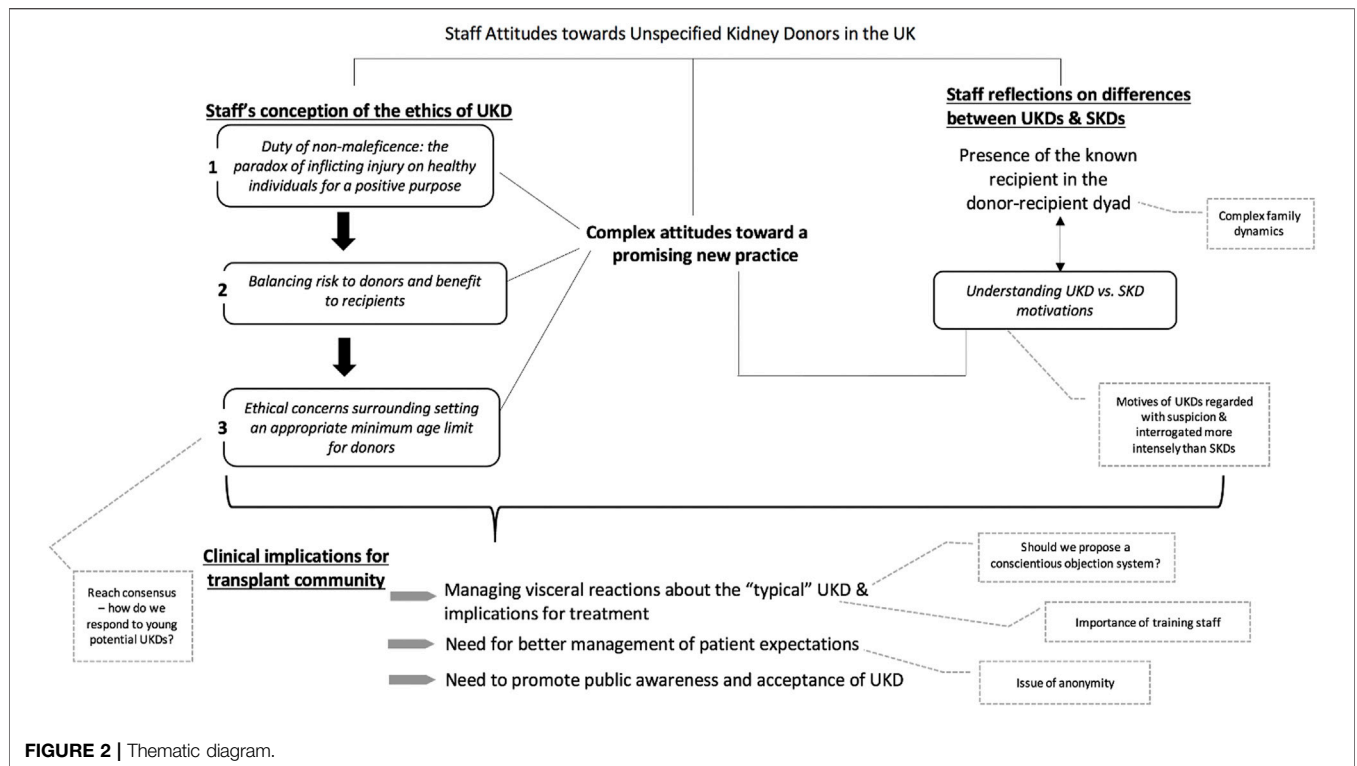 Staff Attitudes towards Unspecified Kidney Donors in the UK
Staff's conception of the ethics of UKD
1
Duty of non-maleficence: the
paradox of inflicting injury on healthy
individuals for a positive purpose
2
Balancing risk to donors and benefit
to recipients
3
Ethical concerns surrounding setting
an appropriate minimum age limit
for donors
Complex attitudes toward a
promising new practice
Staff reflections on differences
between UKDs & SKDs
Presence of the known
recipient in the
donor-recipient dyad
Complex family
dynamics
Understanding UKD vs. SKD
motivations
Motives of UKDs regarded
with suspicion &
interrogated more
intensely than SKDs
Reach consensus
– how do we
respond to young
potential UKDs?
Clinical implications for
transplant community
Managing visceral reactions about the “typical” UKD &
implications for treatment
Need for better management of patient expectations
Need to promote public awareness and acceptance of UKD
Should we propose a
conscientious objection system?
Importance of training staff
Issue of anonymity
FIGURE 2 | Thematic diagram.